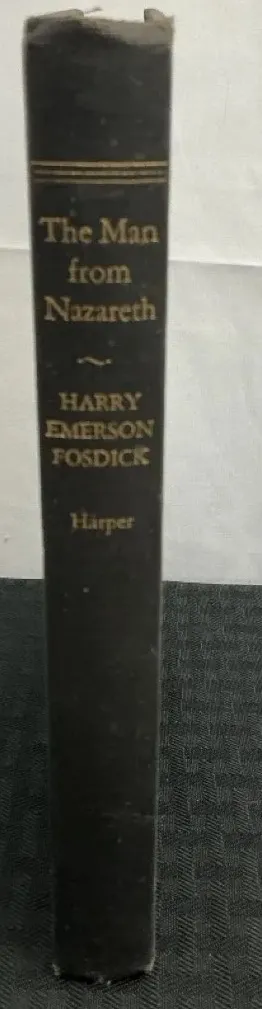 The Man
from
Nazareth
HARRY
EMERSON
FOSDICK
Harper